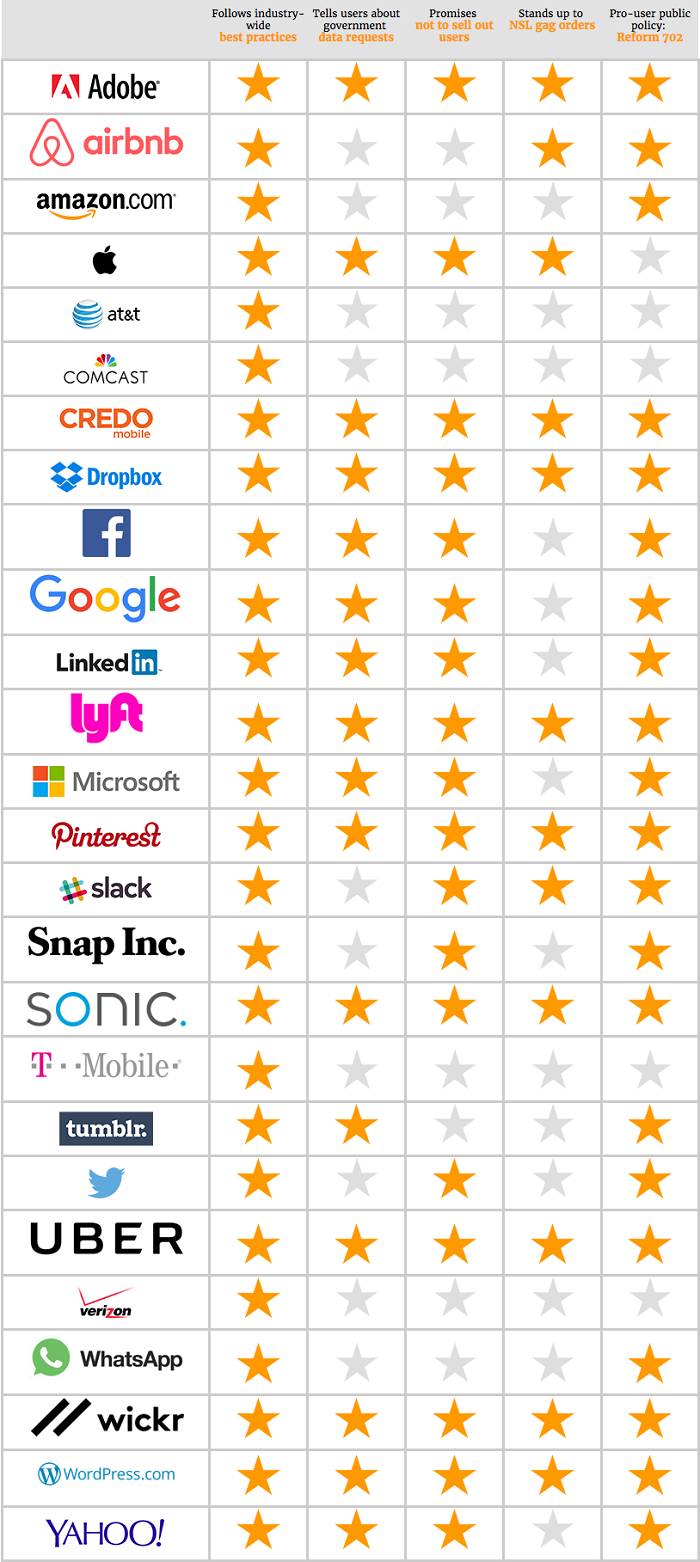 Follows industry-
wide
best practices
Tells users about
government
data requests
Promises
not to sell out
users
Stands up to
NSL gag orders
Pro-user public
policy:
Reform 702
Adobe
airbnb
amazon.com
at&t
COMCAST
CREDO
mobile
Dropbox
f
Google
Linked in
lyft
Microsoft
Pinterest
slack
Snap Inc.
SONIC.
T · · Mobile ·
tumblr.
UBER
verizon
WhatsApp
wickr
WordPress.com
YAHOO!